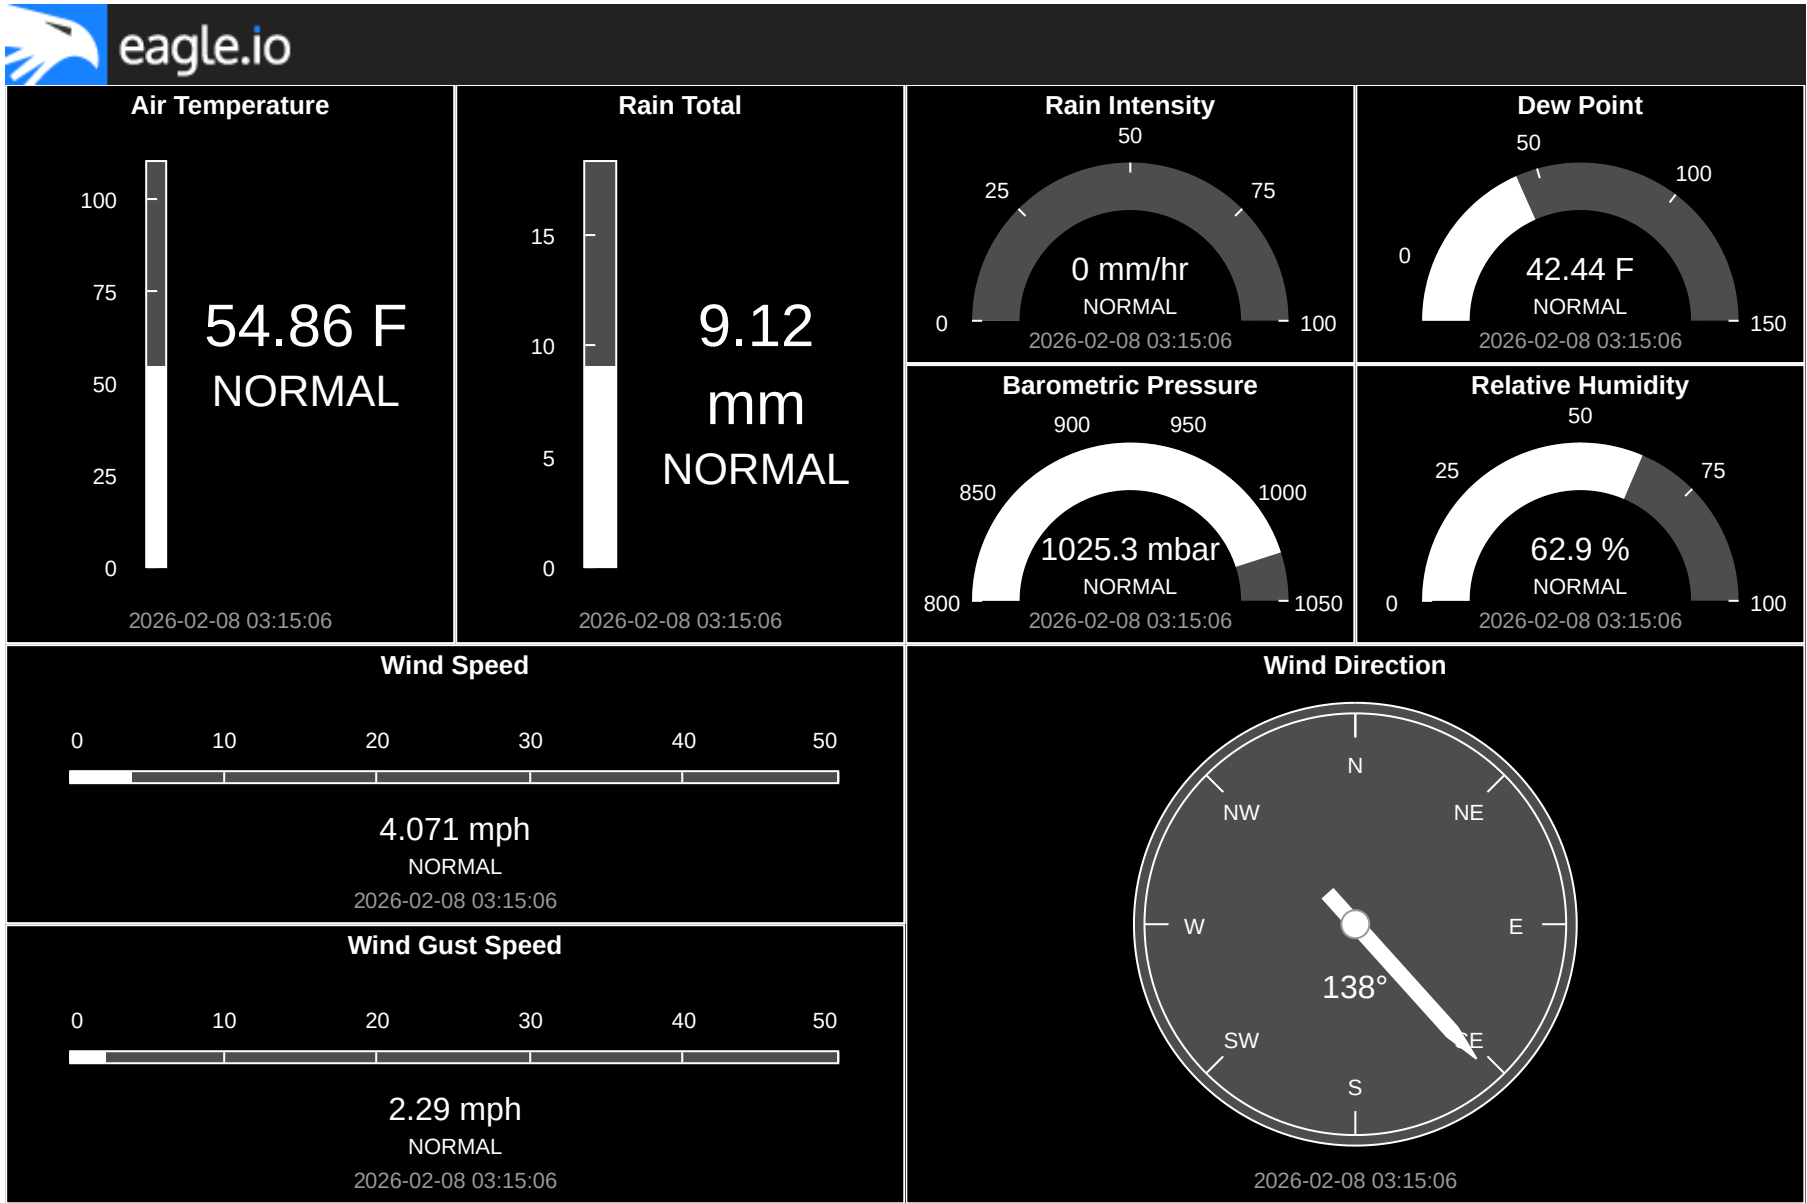 eagle.io
Air Temperature
100
75
50
25
0
54.86 F
NORMAL
2026-02-08 03:15:06
Rain Total
15
10
5
0
9.12
mm
NORMAL
2026-02-08 03:15:06
Rain Intensity
50
25
75
0
100
0 mm/hr
NORMAL
2026-02-08 03:15:06
Dew Point
50
100
0
150
42.44 F
NORMAL
2026-02-08 03:15:06
Barometric Pressure
900
950
850
1000
800
1050
1025.3 mbar
NORMAL
2026-02-08 03:15:06
Relative Humidity
50
25
75
0
100
62.9 %
NORMAL
2026-02-08 03:15:06
Wind Speed
0 10 20 30 40 50
4.071 mph
NORMAL
2026-02-08 03:15:06
Wind Gust Speed
0 10 20 30 40 50
2.29 mph
NORMAL
2026-02-08 03:15:06
Wind Direction
N
NW
NE
W
E
138°
SW
SE
S
2026-02-08 03:15:06